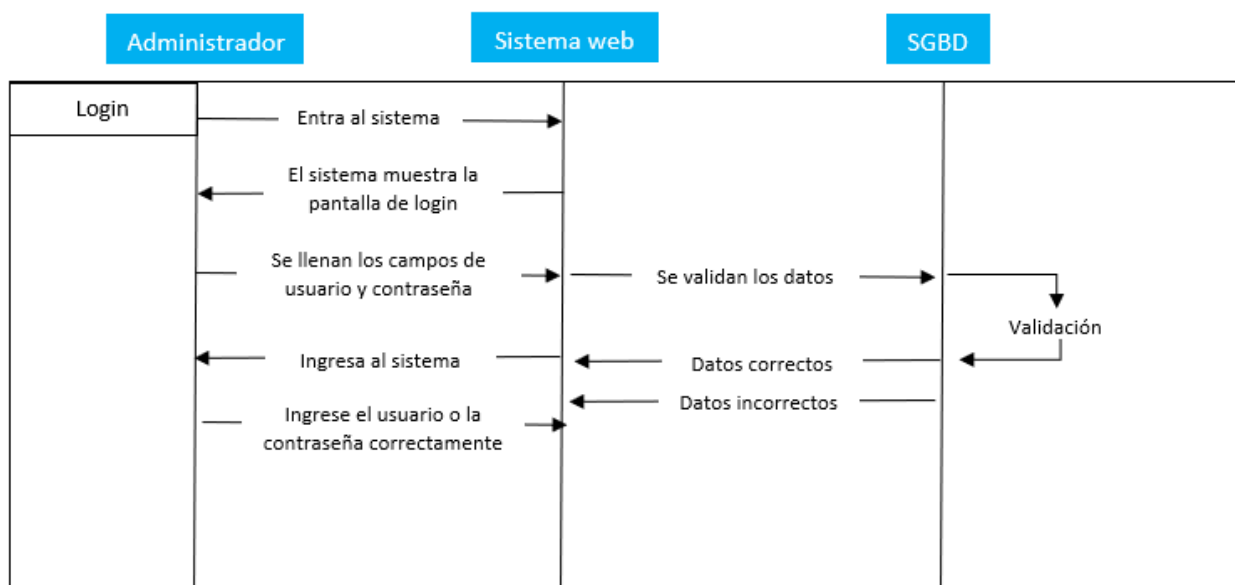 Administrador
Sistema web
SGBD
Login
Entra al sistema
El sistema muestra la
pantalla de login
Se llenan los campos de
usuario y contraseña
Se validan los datos
Validación
Ingresa al sistema
Datos correctos
Datos incorrectos
Ingrese el usuario o la
contraseña correctamente